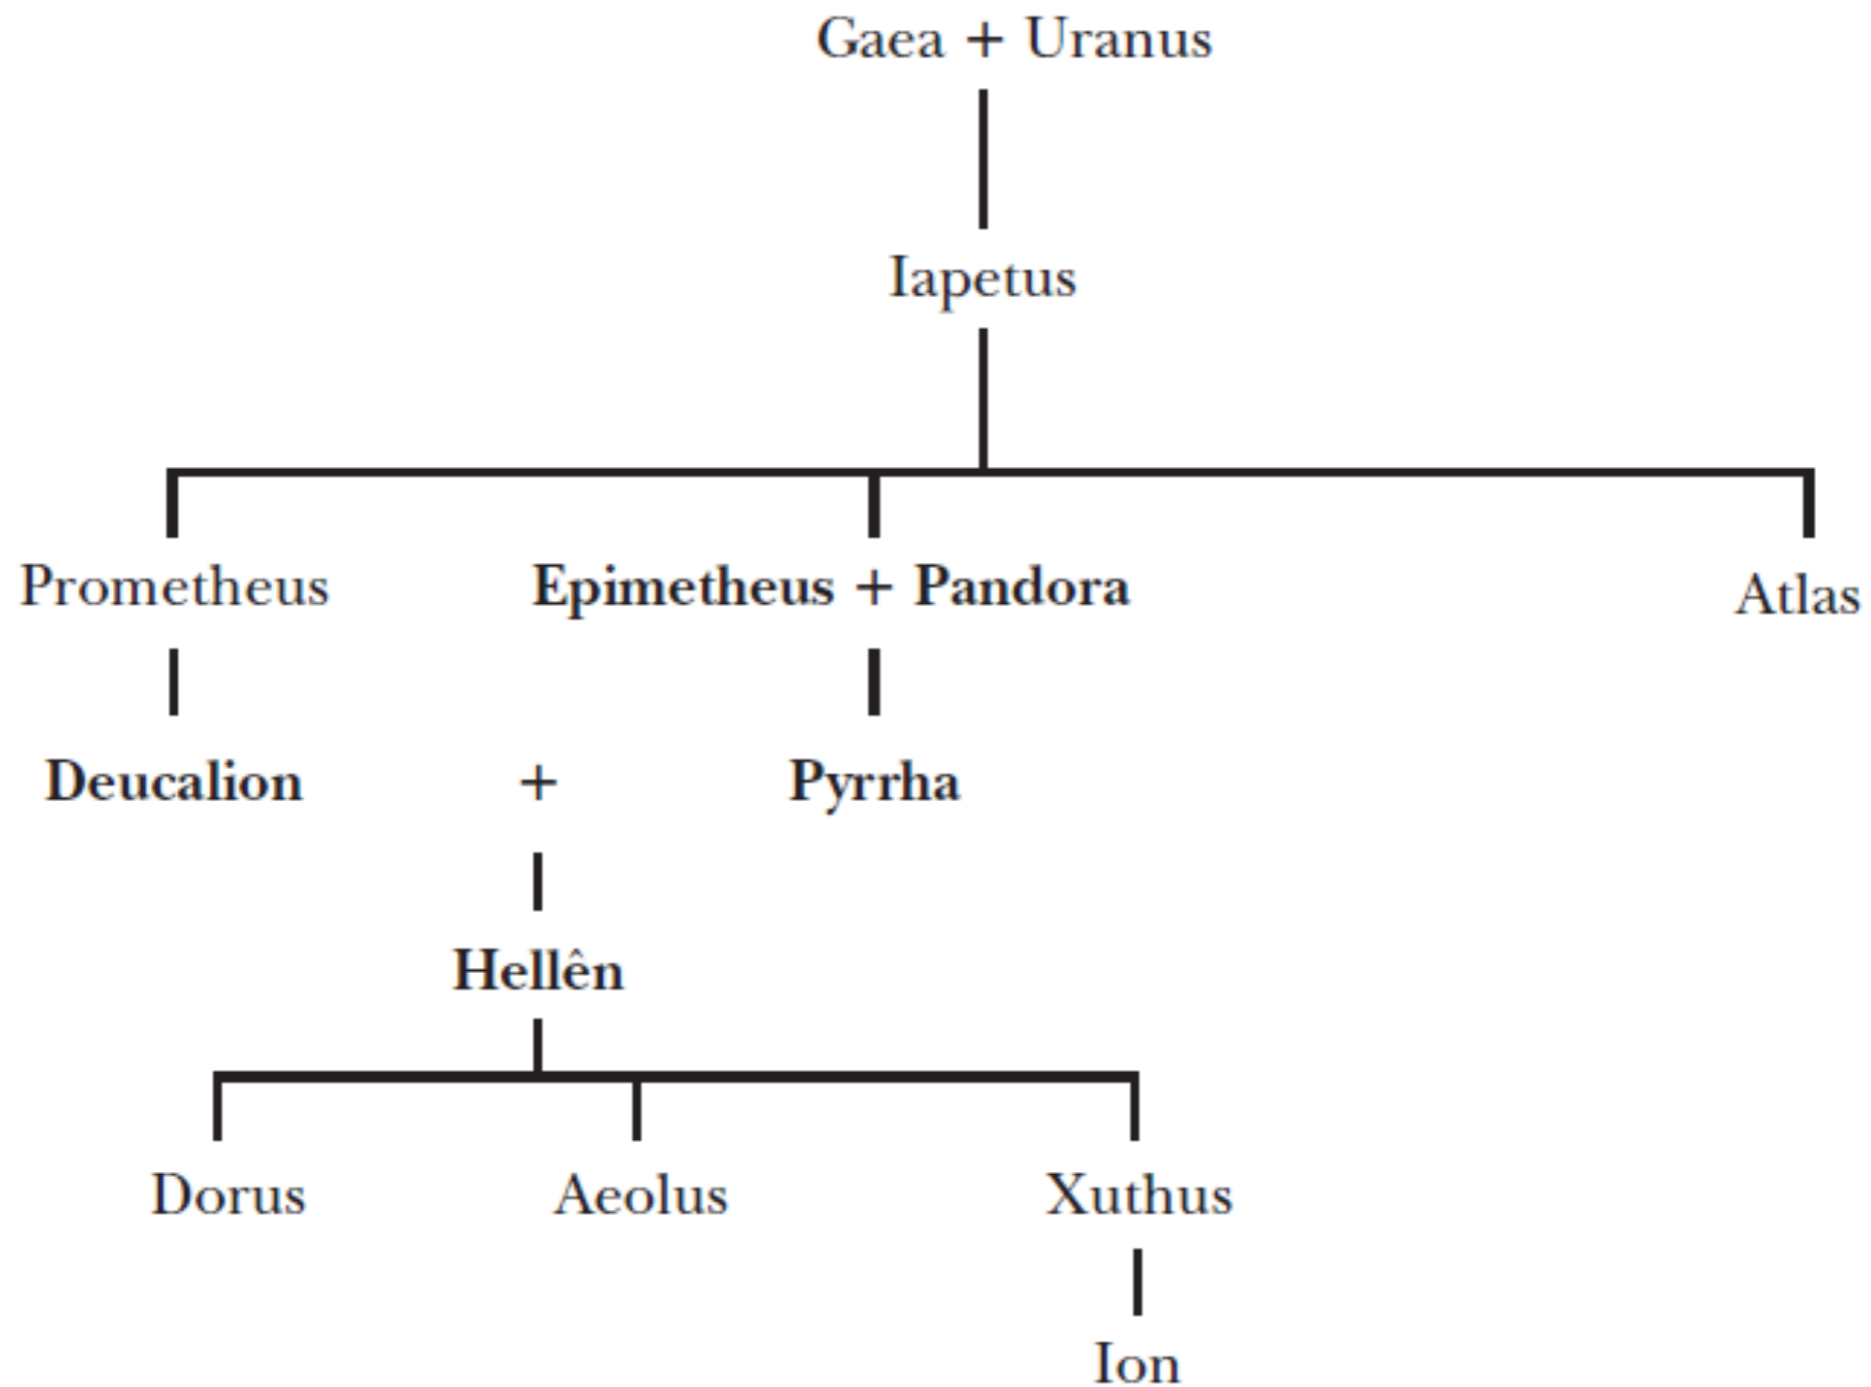 Gaea + Uranus
Iapetus
Prometheus Epimetheus + Pandora Atlas
Deucalion + Pyrrha
Hellên
Dorus Aeolus Xuthus
Ion